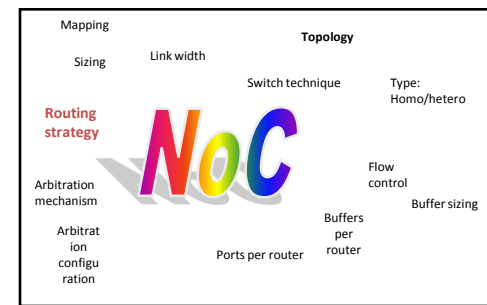 Mapping
Topology
Sizing
Link width
Switch technique
Type:
Homo/hetero
Routing
strategy
NoC
Flow
control
Arbitration
mechanism
Buffer sizing
Buffers
per
router
Arbitrat
ion
configu
ration
Ports per router